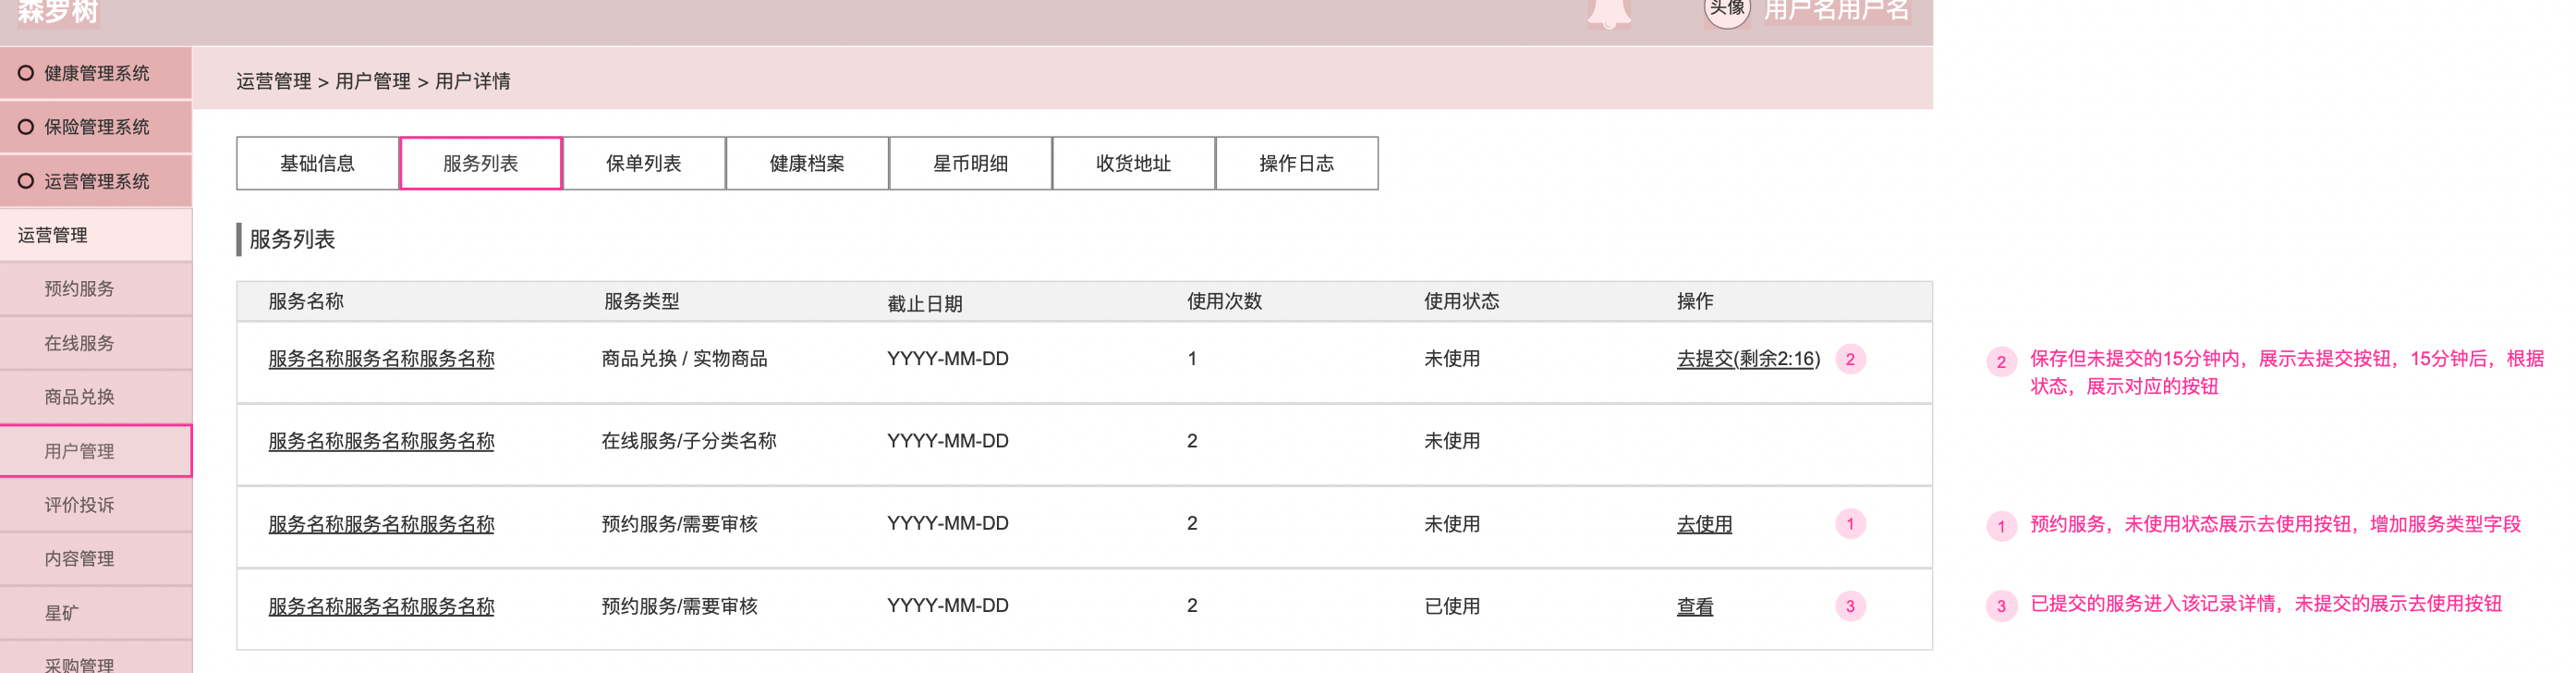 森罗树
头像 用户名用户名
健康管理系统
保险管理系统
运营管理系统
运营管理
预约服务
在线服务
商品兑换
用户管理
评价投诉
内容管理
星矿
采购管理
运营管理 > 用户管理 > 用户详情
基础信息 服务列表 保单列表 健康档案 星币明细 收货地址 操作日志
服务列表
服务名称 服务类型 截止日期 使用次数 使用状态 操作
服务名称服务名称服务名称 商品兑换 / 实物商品 YYYY-MM-DD 1 未使用 去提交(剩余2:16) 2
服务名称服务名称服务名称 在线服务/子分类名称 YYYY-MM-DD 2 未使用
服务名称服务名称服务名称 预约服务/需要审核 YYYY-MM-DD 2 未使用 去使用 1
服务名称服务名称服务名称 预约服务/需要审核 YYYY-MM-DD 2 已使用 查看 3
2 保存但未提交的15分钟内，展示去提交按钮，15分钟后，根据
状态，展示对应的按钮
1 预约服务，未使用状态展示去使用按钮，增加服务类型字段
3 已提交的服务进入该记录详情，未提交的展示去使用按钮